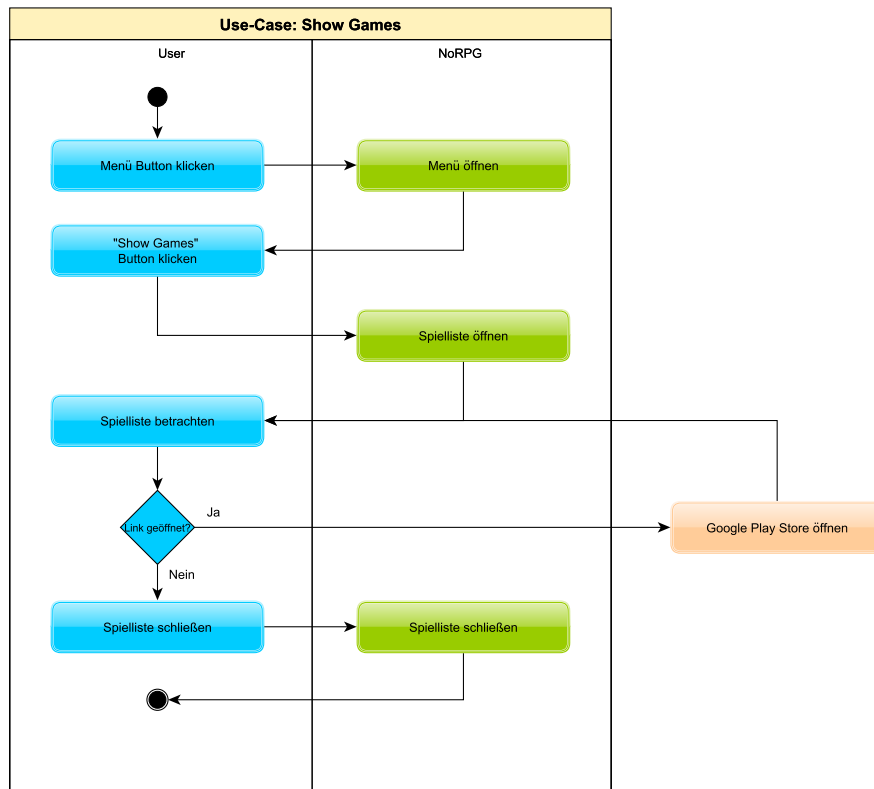 Use-Case: Show Games
User
NoRPG
Menü Button klicken
Menü öffnen
"Show Games"
Button klicken
Spielliste öffnen
Spielliste betrachten
Link geöffnet?
Ja
Google Play Store öffnen
Nein
Spielliste schließen
Spielliste schließen